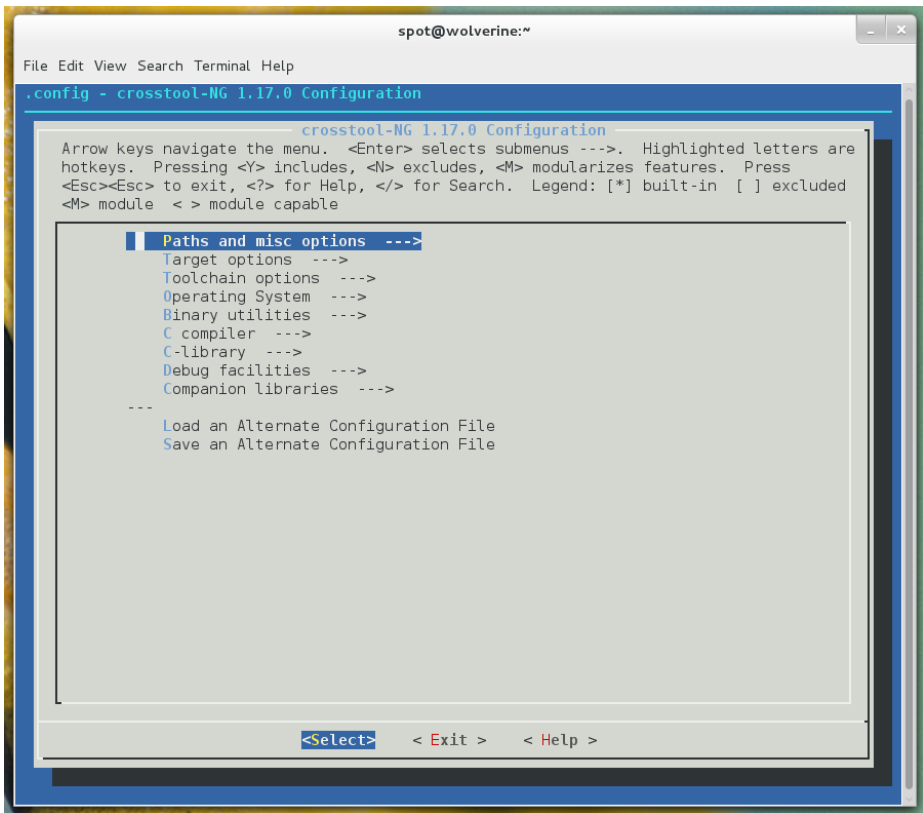 spot@wolverine:~
File Edit View Search Terminal Help
.config - crosstool-NG 1.17.0 Configuration
crosstool-NG 1.17.0 Configuration
Arrow keys navigate the menu.  <Enter> selects submenus --->.  Highlighted letters are
hotkeys.  Pressing <Y> includes, <N> excludes, <M> modularizes features.  Press
<Esc><Esc> to exit, <?> for Help, </> for Search.  Legend: [*] built-in  [ ] excluded
<M> module  < > module capable
Paths and misc options  --->
Target options  --->
Toolchain options  --->
Operating System  --->
Binary utilities  --->
C compiler  --->
C-library  --->
Debug facilities  --->
Companion libraries  --->
---
Load an Alternate Configuration File
Save an Alternate Configuration File
<Select>    < Exit >    < Help >